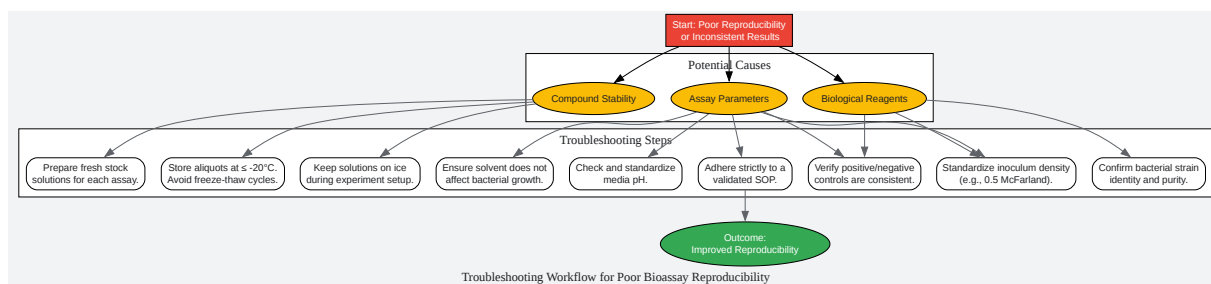 Start: Poor Reproducibility
or Inconsistent Results
Potential Causes
Compound Stability
Assay Parameters
Biological Reagents
Troubleshooting Steps
Prepare fresh stock
solutions for each assay.
Store aliquots at ≤ -20°C.
Avoid freeze-thaw cycles.
Keep solutions on ice
during experiment setup.
Ensure solvent does not
affect bacterial growth.
Check and standardize
media pH.
Adhere strictly to a
validated SOP.
Verify positive/negative
controls are consistent.
Standardize inoculum density
(e.g., 0.5 McFarland).
Confirm bacterial strain
identity and purity.
Outcome:
Improved Reproducibility
Troubleshooting Workflow for Poor Bioassay Reproducibility